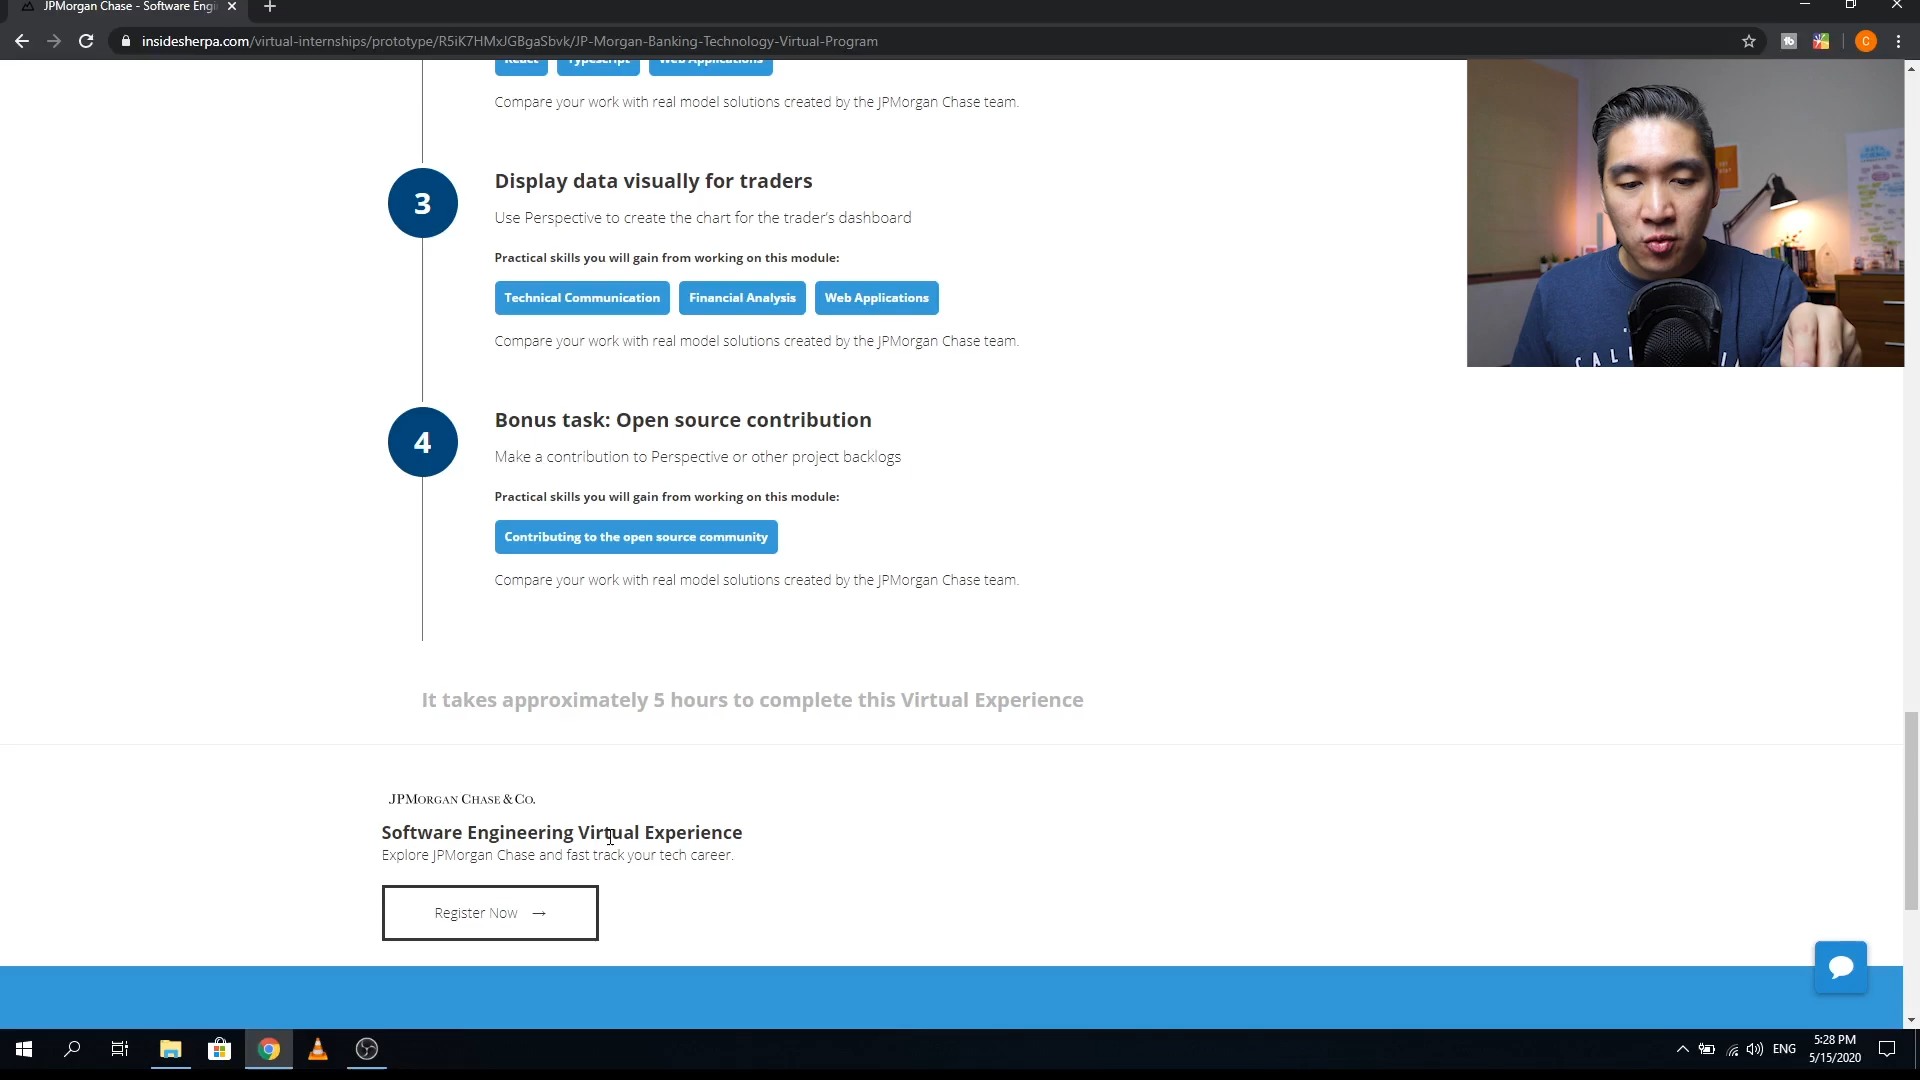 JPMorgan Chase - Software Engi
insidesherpa.com/virtual-internships/prototype/R5iK7HMxJGBgaSbvk/JP-Morgan-Banking-Technology-Virtual-Program
React Typescript Web Applications
Compare your work with real model solutions created by the JPMorgan Chase team.
3
Display data visually for traders
Use Perspective to create the chart for the trader's dashboard
Practical skills you will gain from working on this module:
Technical Communication Financial Analysis Web Applications
Compare your work with real model solutions created by the JPMorgan Chase team.
4
Bonus task: Open source contribution
Make a contribution to Perspective or other project backlogs
Practical skills you will gain from working on this module:
Contributing to the open source community
Compare your work with real model solutions created by the JPMorgan Chase team.
It takes approximately 5 hours to complete this Virtual Experience
JPMORGAN CHASE & CO.
Software Engineering Virtual Experience
Explore JPMorgan Chase and fast track your tech career.
Register Now →
C
ENG
5:28 PM
5/15/2020